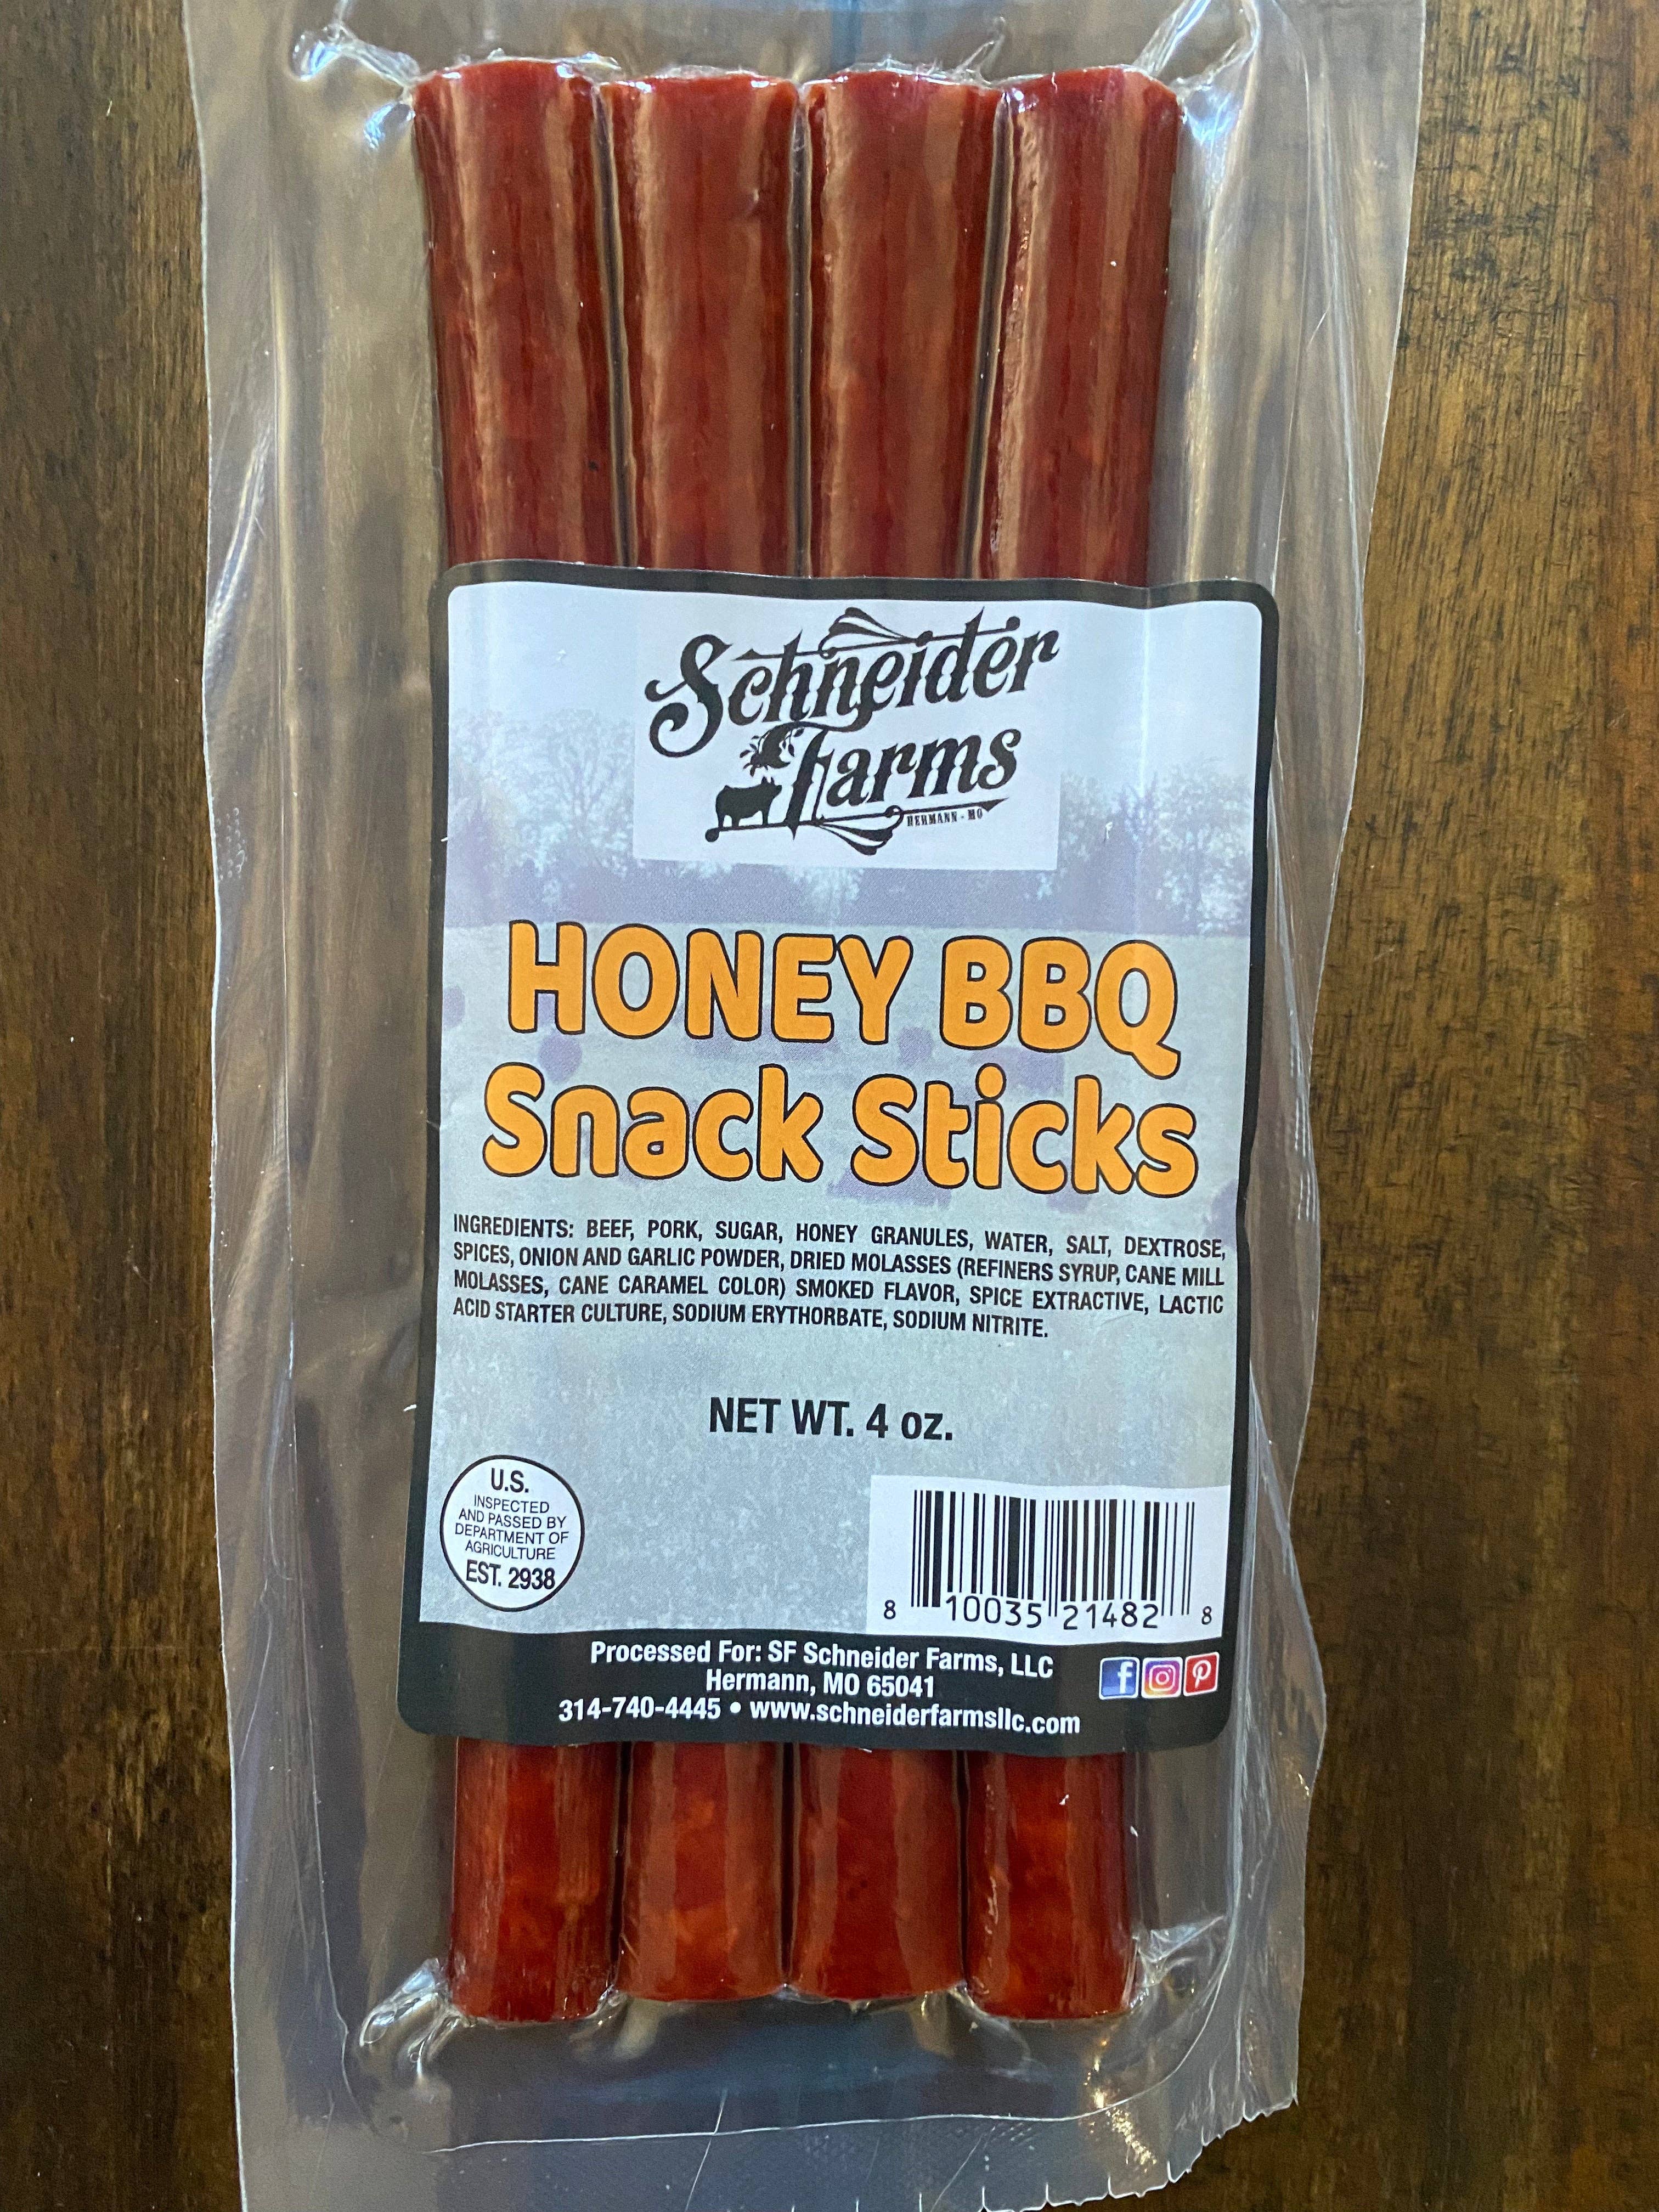 Schneider
Farms
HERMANN - MO
HONEY BBQ
Snack Sticks
INGREDIENTS: BEEF, PORK, SUGAR, HONEY GRANULES, WATER, SALT, DEXTROSE,
SPICES, ONION AND GARLIC POWDER, DRIED MOLASSES (REFINERS SYRUP, CANE MILL
MOLASSES, CANE CARAMEL COLOR) SMOKED FLAVOR, SPICE EXTRACTIVE, LACTIC
ACID STARTER CULTURE, SODIUM ERYTHORBATE, SODIUM NITRITE.
NET WT. 4 oz.
U.S.
INSPECTED
AND PASSED BY
DEPARTMENT OF
AGRICULTURE
EST. 2938
8 10035 21482 8
Processed For: SF Schneider Farms, LLC
Hermann, MO 65041
314-740-4445 • www.schneiderfarmsllc.com